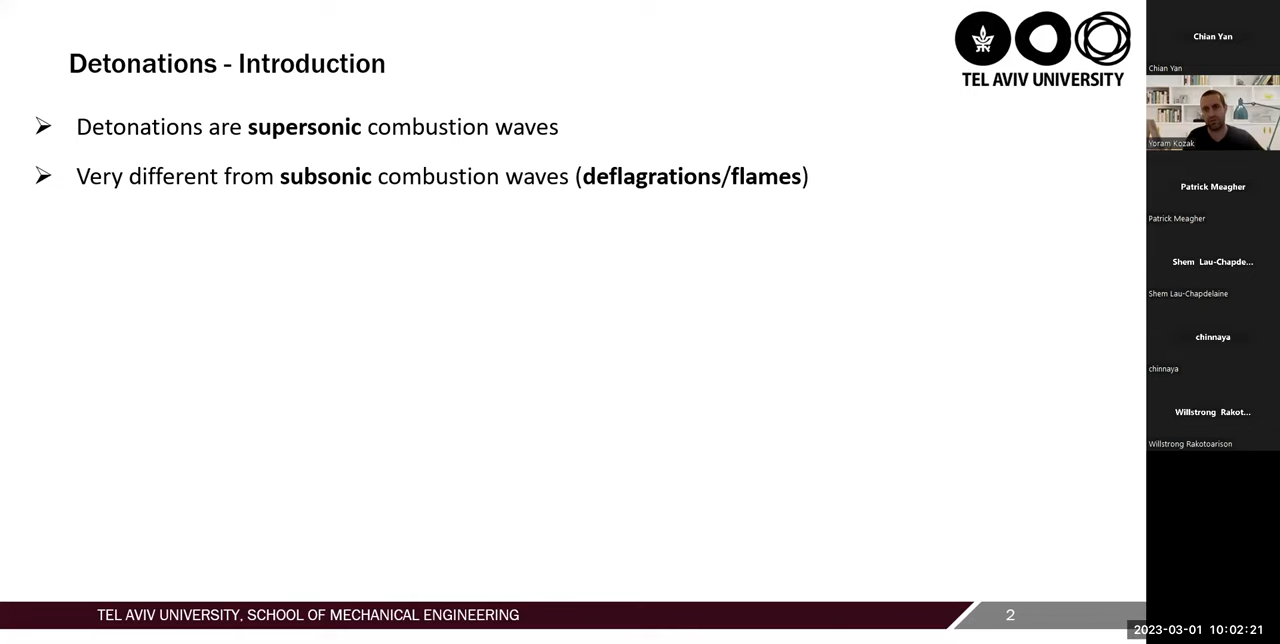 Detonations - Introduction
TEL AVIV UNIVERSITY
Detonations are supersonic combustion waves
Very different from subsonic combustion waves (deflagrations/flames)
TEL AVIV UNIVERSITY, SCHOOL OF MECHANICAL ENGINEERING
2
Chian Yan
Chian Yan
Yoram Kozak
Patrick Meagher
Patrick Meagher
Shem Lau-Chapde...
Shem Lau-Chapdelaine
chinnaya
chinnaya
Willstrong Rakot...
Willstrong Rakotoarison
2023-03-01 10:02:21